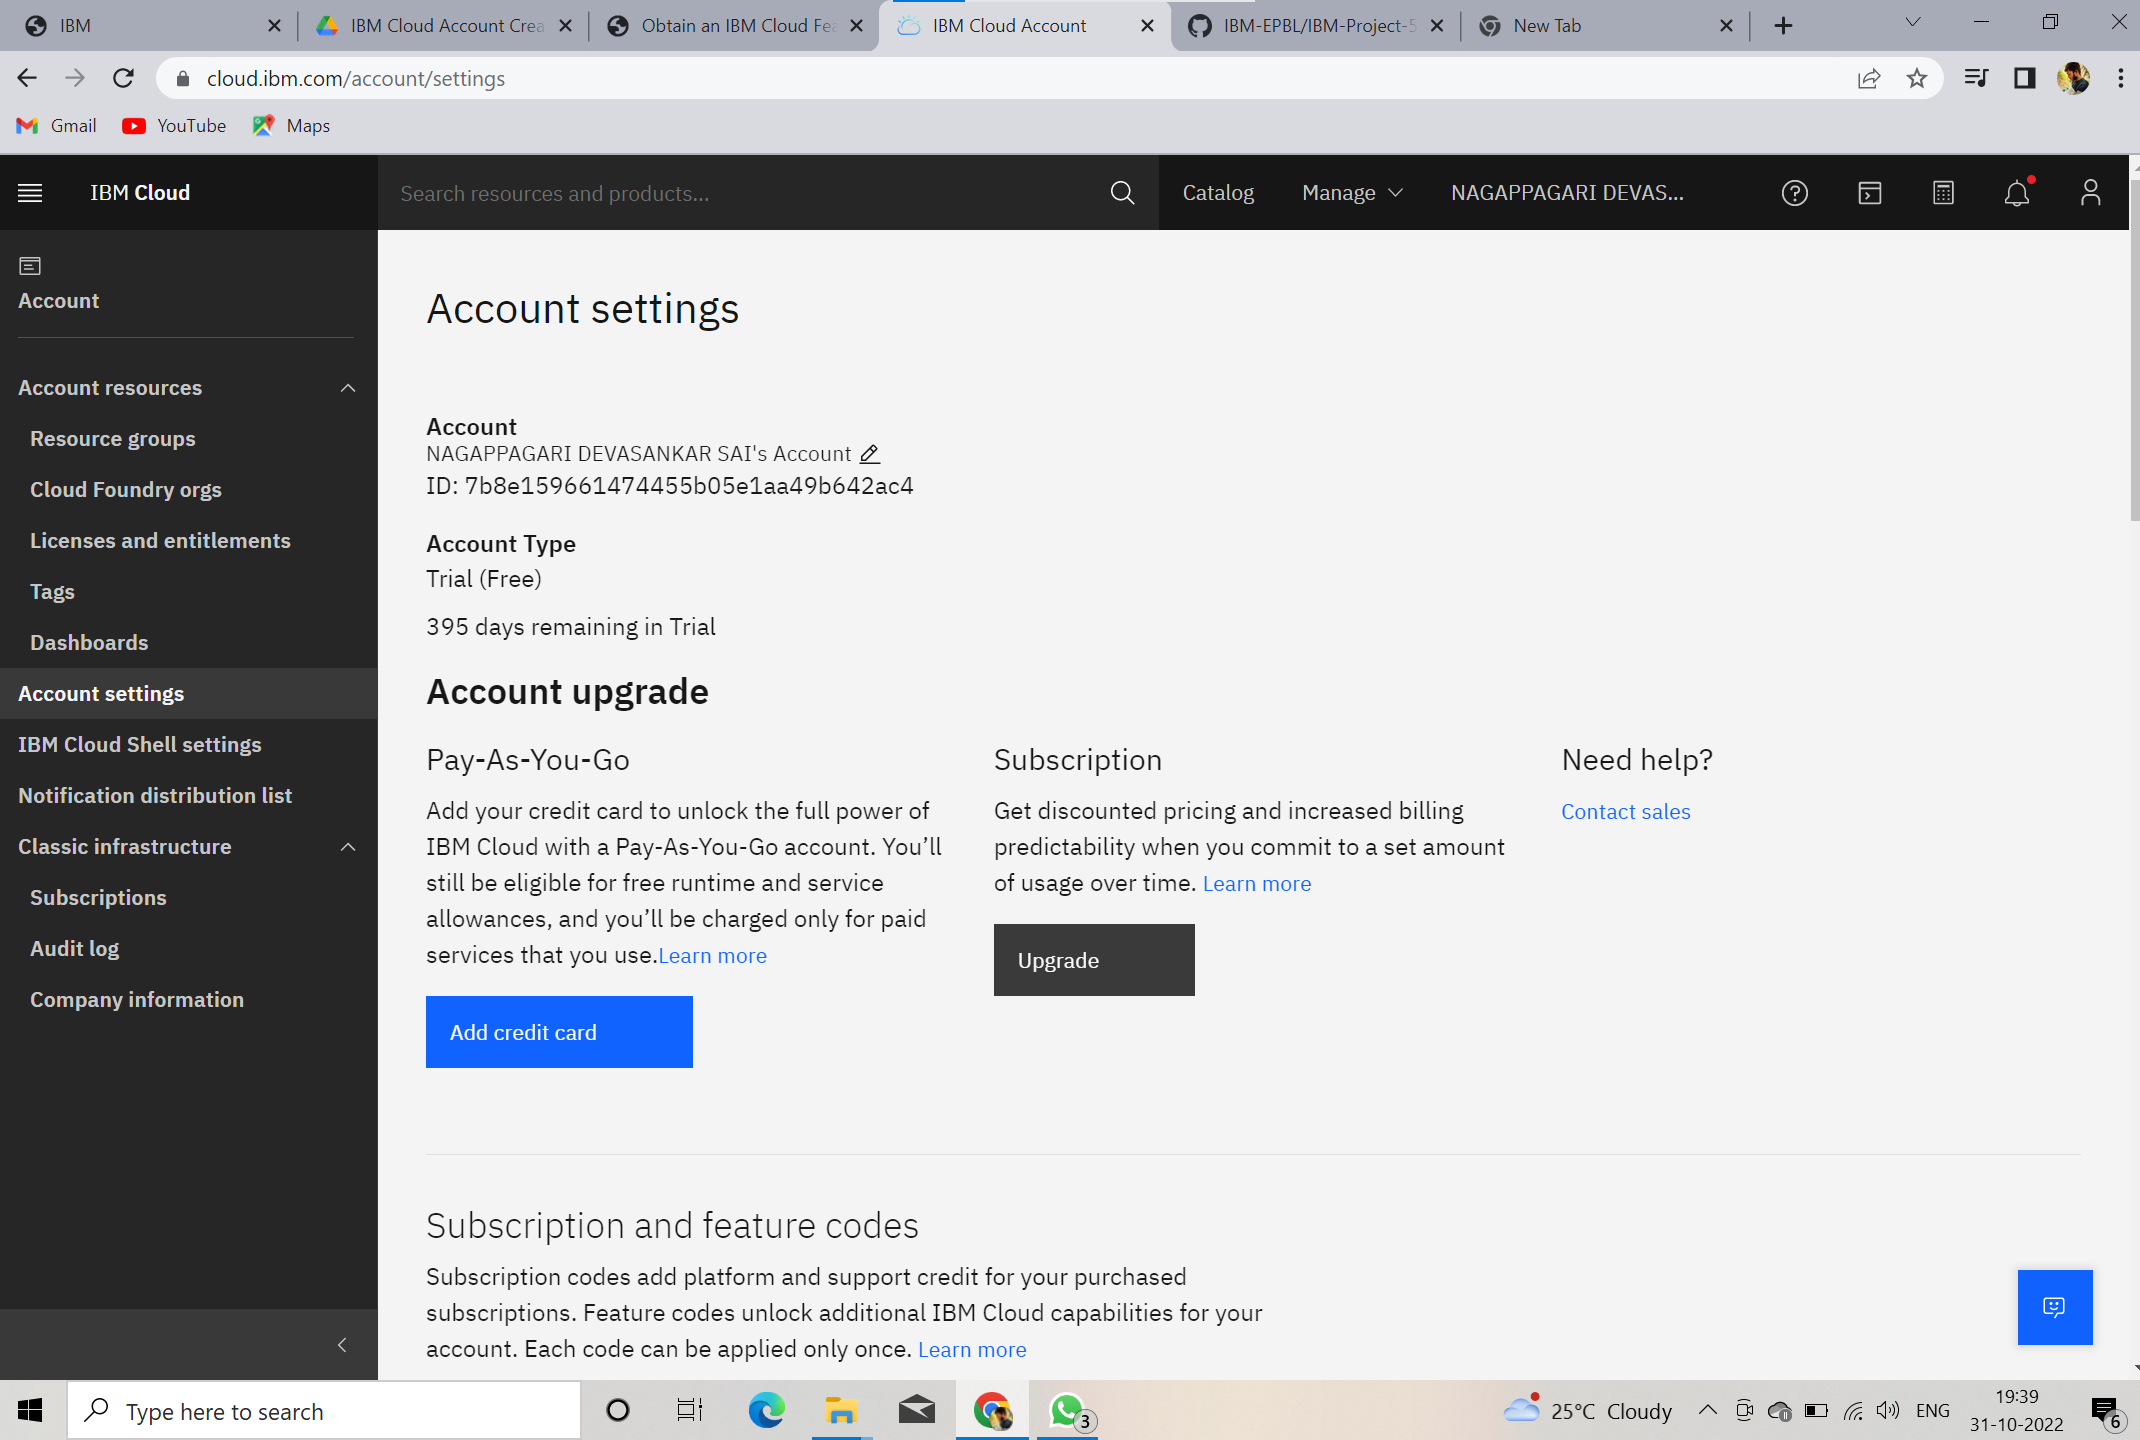 IBM
IBM Cloud Account Crea
Obtain an IBM Cloud Fea
IBM Cloud Account
IBM-EPBL/IBM-Project-5
New Tab
cloud.ibm.com/account/settings
Gmail
YouTube
Maps
IBM Cloud
Search resources and products...
Catalog
Manage
NAGAPPAGARI DEVAS...
Account
Account resources
Resource groups
Cloud Foundry orgs
Licenses and entitlements
Tags
Dashboards
Account settings
IBM Cloud Shell settings
Notification distribution list
Classic infrastructure
Subscriptions
Audit log
Company information
Account settings
Account
NAGAPPAGARI DEVASANKAR SAI's Account
ID: 7b8e159661474455b05e1aa49b642ac4
Account Type
Trial (Free)
395 days remaining in Trial
Account upgrade
Pay-As-You-Go
Add your credit card to unlock the full power of
IBM Cloud with a Pay-As-You-Go account. You’ll
still be eligible for free runtime and service
allowances, and you’ll be charged only for paid
services that you use.Learn more
Add credit card
Subscription
Get discounted pricing and increased billing
predictability when you commit to a set amount
of usage over time. Learn more
Upgrade
Need help?
Contact sales
Subscription and feature codes
Subscription codes add platform and support credit for your purchased
subscriptions. Feature codes unlock additional IBM Cloud capabilities for your
account. Each code can be applied only once. Learn more
Type here to search
3
25°C Cloudy
ENG
19:39
31-10-2022
6